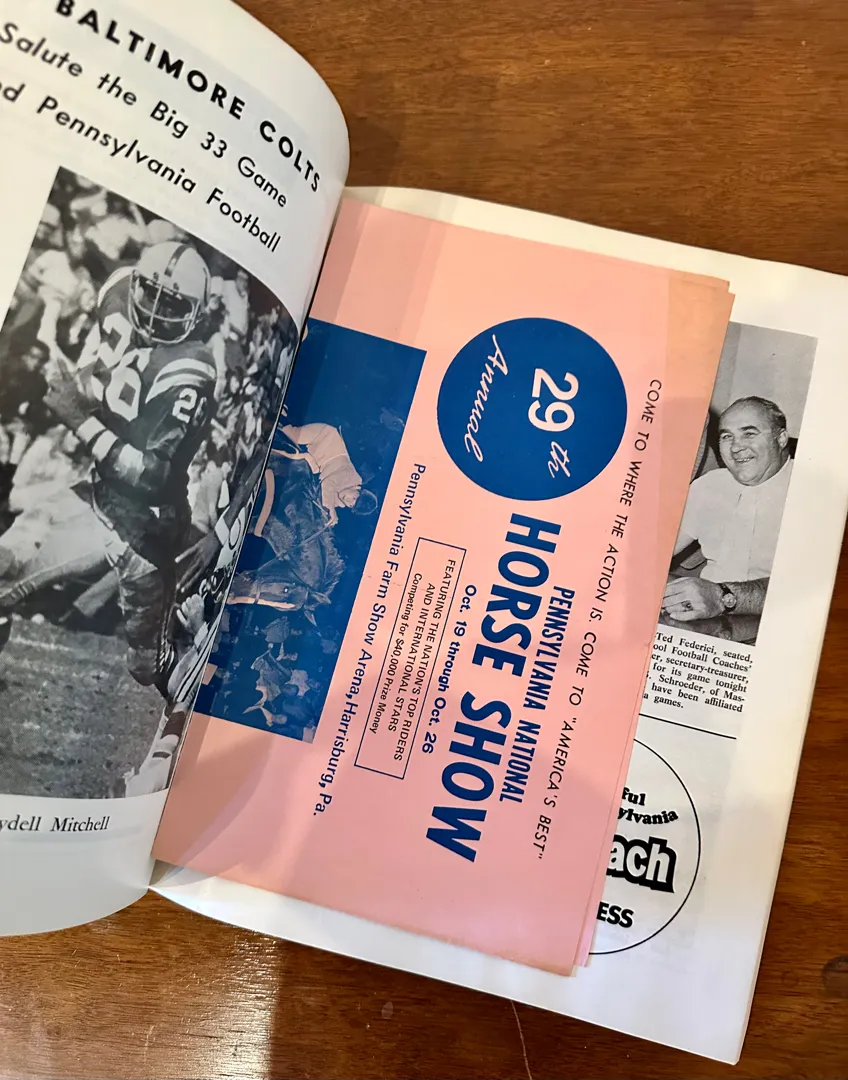 BALTIMORE COLTS
Salute the Big 33 Game
Pennsylvania Football
Mitchell
COME TO WHERE THE ACTION IS. COME TO "AMERICA'S BEST"
29th
Annual
PENNSYLVANIA NATIONAL
HORSE SHOW
Oct. 19 through Oct. 26
FEATURING THE NATION'S TOP RIDERS
AND INTERNATIONAL STARS
Competing for $40,000 Prize Money
Pennsylvania Farm Show Arena, Harrisburg, Pa.
26
Ted Federici, seated,
ool Football Coaches'
er, secretary-treasurer,
for its game tonight
Schroeder, of Mas-
have been affiliated
a games.
ful
ylvania
ach
ESS